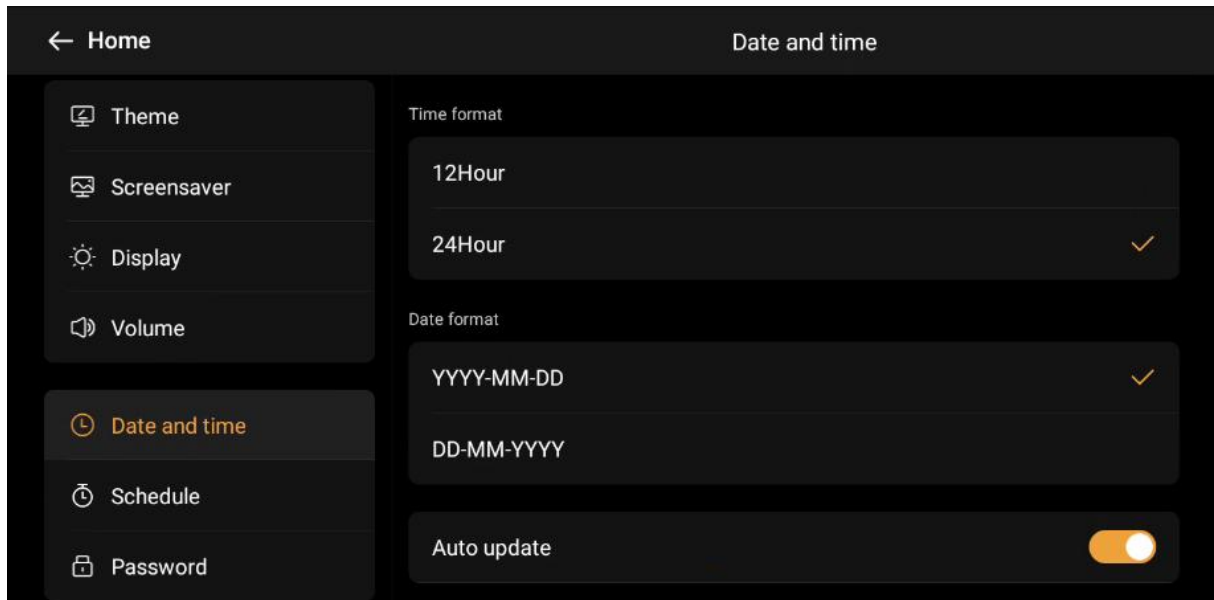 Home
Date and time
Theme
Screensaver
Display
Volume
Date and time
Schedule
Password
Time format
12Hour
24Hour
Date format
YYYY-MM-DD
DD-MM-YYYY
Auto update